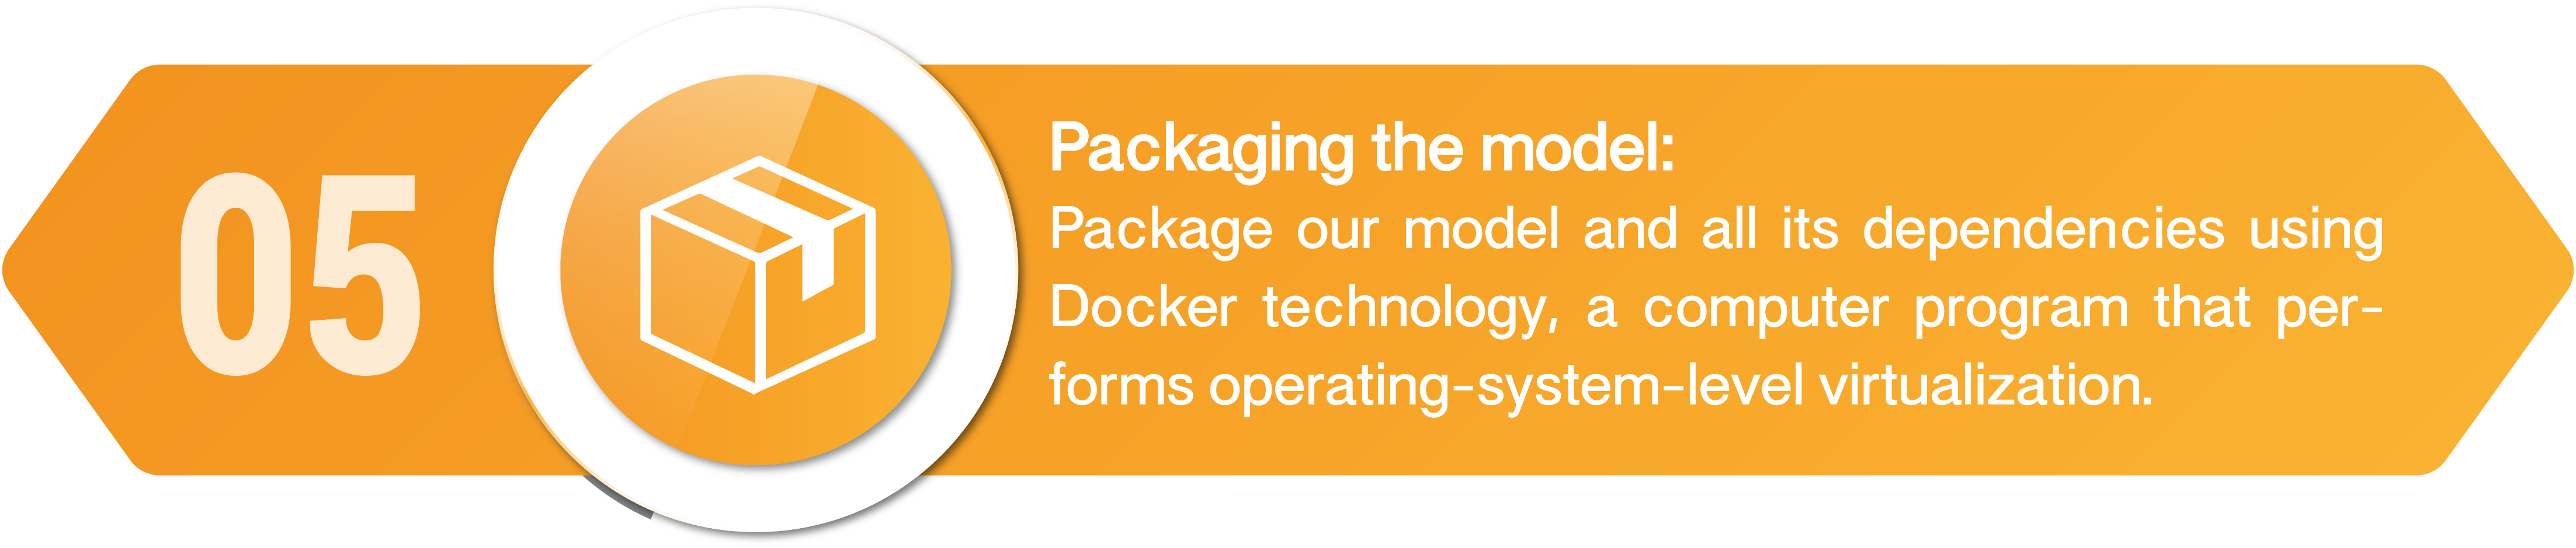 05
Packaging the model:
Package our model and all its dependencies using
Docker technology, a computer program that per-
forms operating-system-level virtualization.